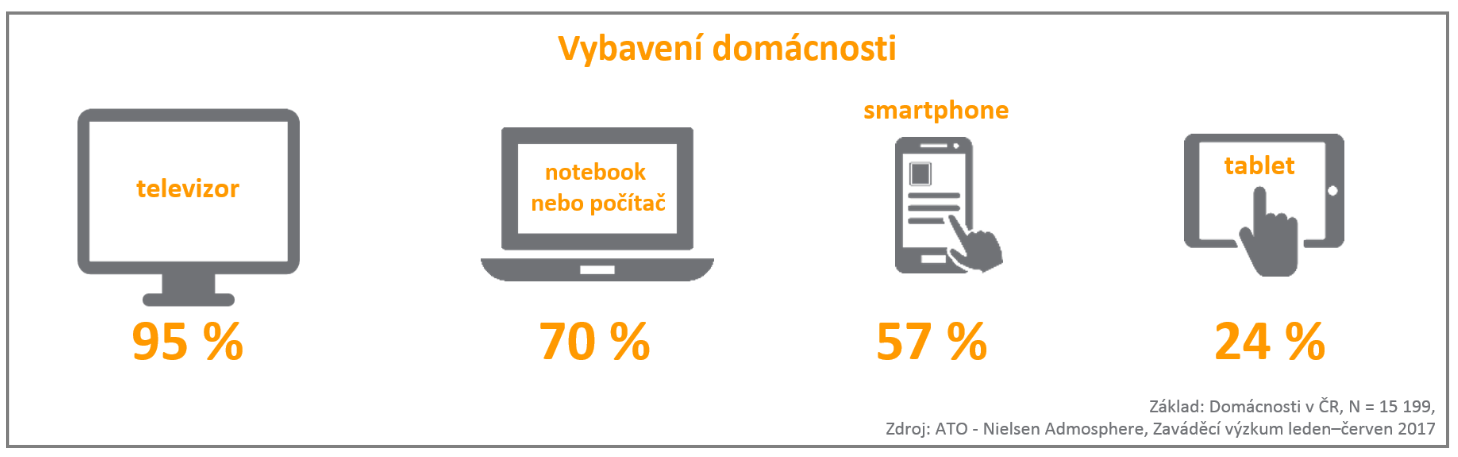 Vybavení domácnosti
televizor
95 %
notebook
nebo počítač
70 %
smartphone
57 %
tablet
24 %
Základ: Domácnosti v ČR, N = 15 199,
Zdroj: ATO - Nielsen Admosphere, Zaváděcí výzkum leden–červen 2017